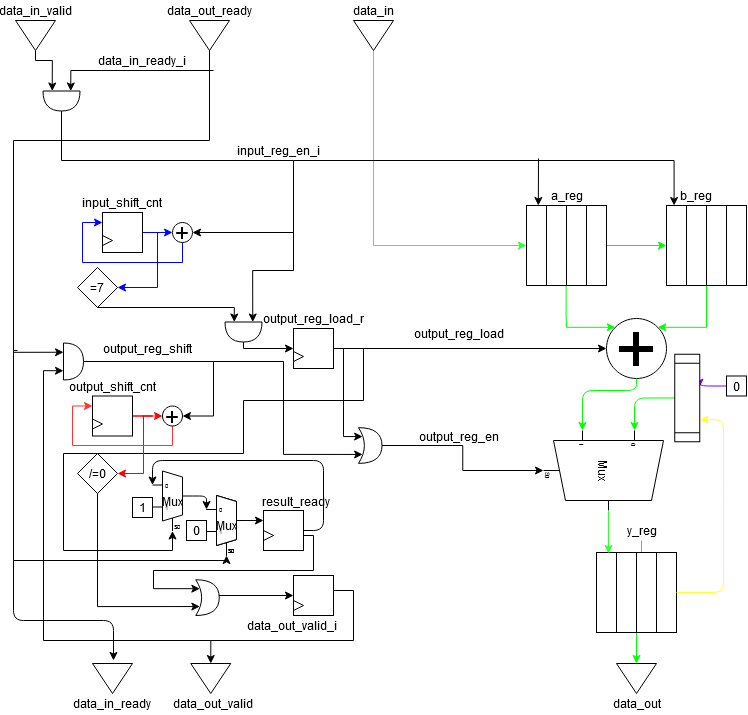 data_in_valid
data_out_ready
data_in
data_in_ready_i
input_reg_en_i
input_shift_cnt
a_reg
b_reg
=7
output_reg_load_r
output_reg_load
output_reg_shift
output_shift_cnt
0
output_reg_en
/=0
Mux
1
Mux
0
Mux
result_ready
y_reg
data_out_valid_i
data_in_ready
data_out_valid
data_out